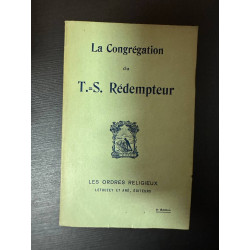 La Congrégation
du
T.=S. Rédempteur
LES ORDRES RELIGIEUX
LETOUZEY ET ANÉ, ÉDITEURS